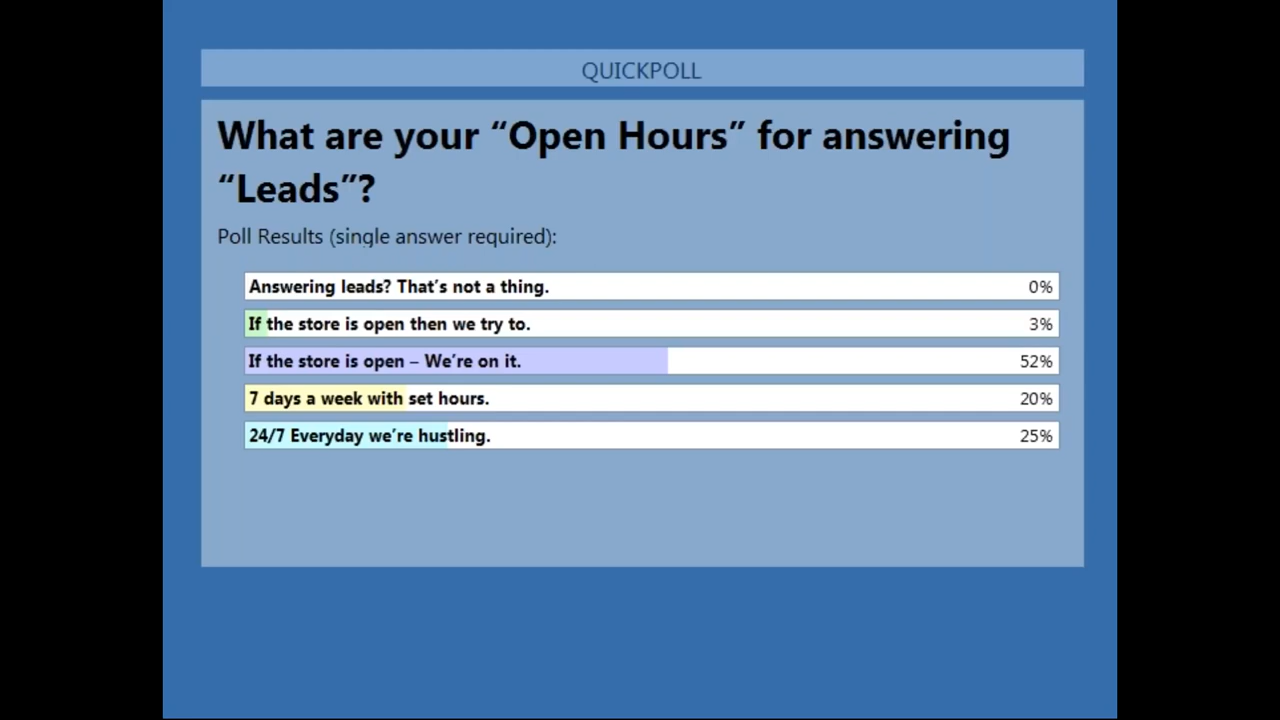 QUICKPOLL
What are your “Open Hours” for answering
“Leads”?
Poll Results (single answer required):
Answering leads? That’s not a thing. 0%
If the store is open then we try to. 3%
If the store is open – We’re on it. 52%
7 days a week with set hours. 20%
24/7 Everyday we’re hustling. 25%